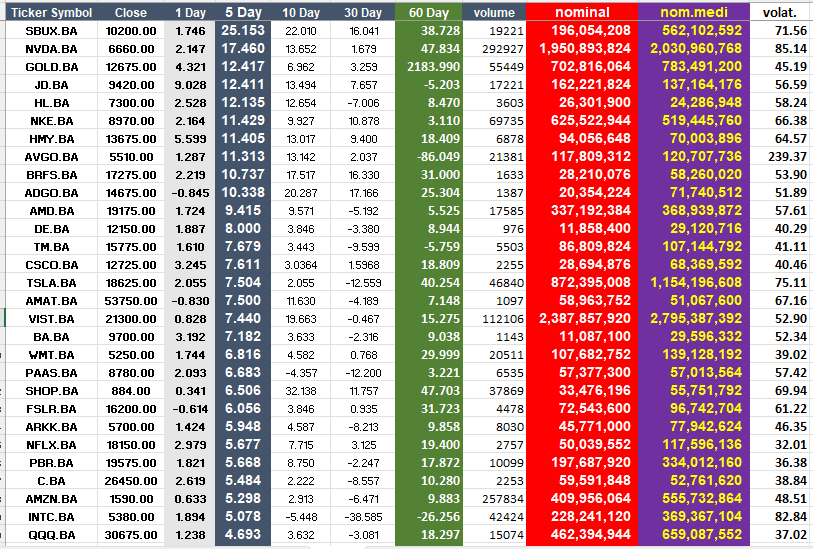 Ticker Symbol Close 1 Day 5 Day 10 Day 30 Day 60 Day volume nominal nom.medi volat.
SBUX.BA 10200.00 1.746 25.153 22.010 16.041 38.728 19221 196,054,208 562,102,592 71.56
NVDA.BA 6660.00 2.147 17.460 13.652 1.679 47.834 292927 1,950,893,824 2,030,960,768 85.14
GOLD.BA 12675.00 4.321 12.417 6.962 3.259 2183.990 55449 702,816,064 783,491,200 45.19
JD.BA 9420.00 9.028 12.411 13.494 7.657 -5.203 17221 162,221,824 137,164,176 56.59
HL.BA 7300.00 2.528 12.135 12.654 -7.006 8.470 3603 26,301,900 24,286,948 58.24
NKE.BA 8970.00 2.164 11.429 9.927 10.878 3.110 69735 625,522,944 519,445,760 66.38
HMY.BA 13675.00 5.599 11.405 13.017 9.400 18.409 6878 94,056,648 70,003,896 64.57
AVGO.BA 5510.00 1.287 11.313 13.142 2.037 -86.049 21381 117,809,312 120,707,736 239.37
BRFS.BA 17275.00 2.219 10.737 17.517 16.330 31.000 1633 28,210,076 58,260,020 53.90
ADGO.BA 14675.00 -0.845 10.338 20.287 17.166 25.304 1387 20,354,224 71,740,512 51.89
AMD.BA 19175.00 1.724 9.415 9.571 -5.192 5.525 17585 337,192,384 368,939,872 57.61
DE.BA 12150.00 1.887 8.000 3.846 -3.380 8.944 976 11,858,400 29,120,716 40.29
TM.BA 15775.00 1.610 7.679 3.443 -9.599 -5.759 5503 86,809,824 107,144,792 41.11
CSCO.BA 12725.00 3.245 7.611 3.0364 1.5968 18.809 2255 28,694,876 68,369,592 40.46
TSLA.BA 18625.00 2.055 7.504 2.055 -12.559 40.254 46840 872,395,008 1,154,196,608 75.11
AMAT.BA 53750.00 -0.830 7.500 11.630 -4.189 7.148 1097 58,963,752 51,067,600 67.16
VIST.BA 21300.00 0.828 7.440 19.663 -0.467 15.275 112106 2,387,857,920 2,795,387,392 52.90
BA.BA 9700.00 3.192 7.182 3.633 -2.316 9.038 1143 11,087,100 29,596,332 52.34
WMT.BA 5250.00 1.744 6.816 4.582 0.768 29.999 20511 107,682,752 139,128,192 39.02
PAAS.BA 8780.00 2.093 6.683 -4.357 -12.200 3.221 6535 57,377,300 57,013,564 57.42
SHOP.BA 884.00 0.341 6.506 32.138 11.757 47.703 37869 33,476,196 55,751,792 69.94
FSLR.BA 16200.00 -0.614 6.056 3.846 0.935 31.723 4478 72,543,600 96,742,704 61.22
ARKK.BA 5700.00 1.424 5.948 4.587 -8.213 9.858 8030 45,771,000 77,942,624 46.35
NFLX.BA 18150.00 2.979 5.677 7.715 3.125 19.400 2757 50,039,552 117,596,136 32.01
PBR.BA 19575.00 1.821 5.668 8.750 -2.247 17.872 10099 197,687,920 334,012,160 36.38
C.BA 26450.00 2.619 5.484 2.222 -8.557 10.280 2253 59,591,848 52,761,620 38.84
AMZN.BA 1590.00 0.633 5.298 2.913 -6.471 9.883 257834 409,956,064 555,732,864 48.51
INTC.BA 5380.00 1.894 5.078 -5.448 -38.585 -26.256 42424 228,241,120 369,367,104 82.84
QQQ.BA 30675.00 1.238 4.693 3.632 -3.081 18.297 15074 462,394,944 659,087,552 37.02